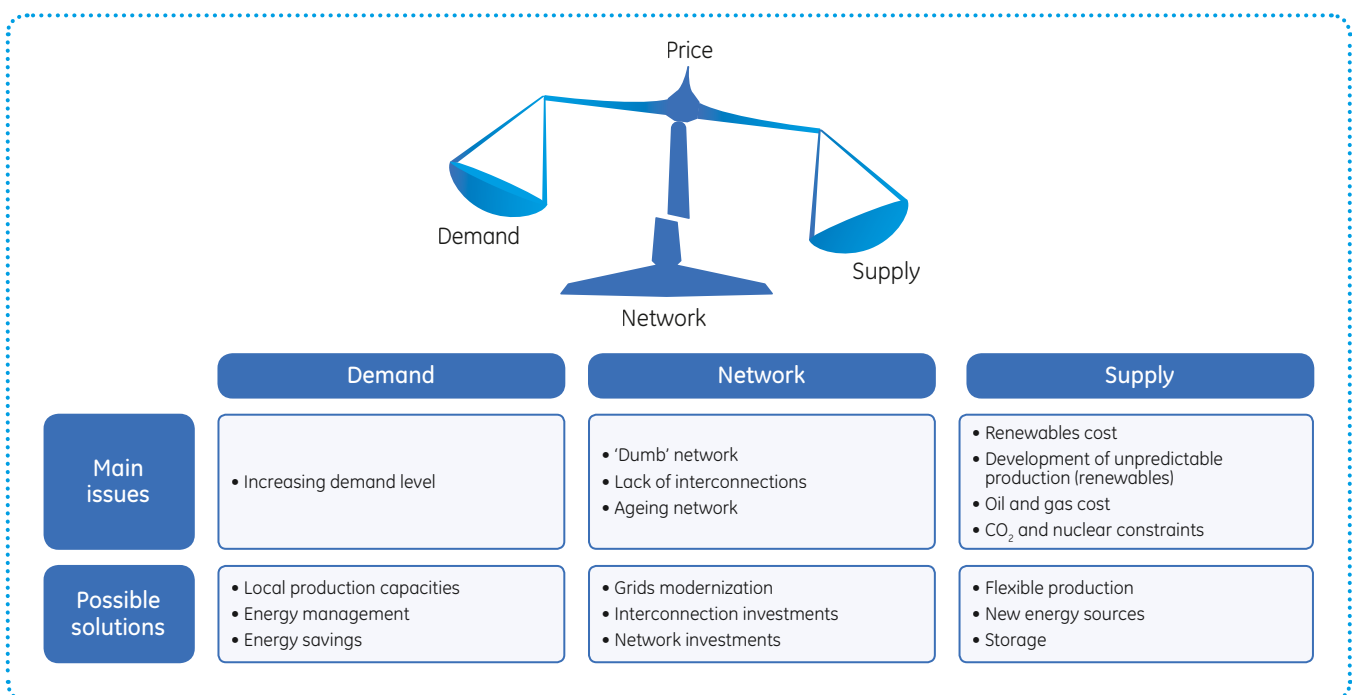 Price
Demand
Supply
Network
Demand
Network
Supply
Main
issues
• Increasing demand level
• 'Dumb' network
• Lack of interconnections
• Ageing network
• Renewables cost
• Development of unpredictable
production (renewables)
• Oil and gas cost
• CO₂ and nuclear constraints
Possible
solutions
• Local production capacities
• Energy management
• Energy savings
• Grids modernization
• Interconnection investments
• Network investments
• Flexible production
• New energy sources
• Storage